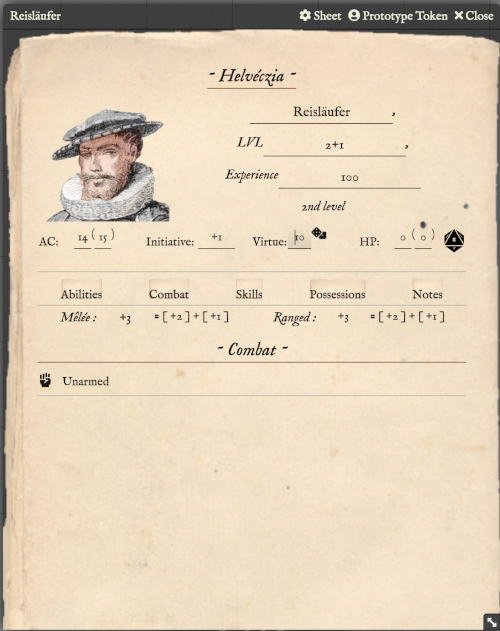 Reisläufer Sheet Prototype Token Close
~ Helvéczia ~
Reisläufer ,
LVL 2+1 ,
Experience 100
2nd level
AC: 14 ( 15 ) Initiative: +1 Virtue: 10 HP: 0 ( 0 )
Abilities Combat Skills Possessions Notes
Mêlée : +3 = [ +2 ] + [ +1 ] Ranged : +3 = [ +2 ] + [ +1 ]
~ Combat ~
Unarmed